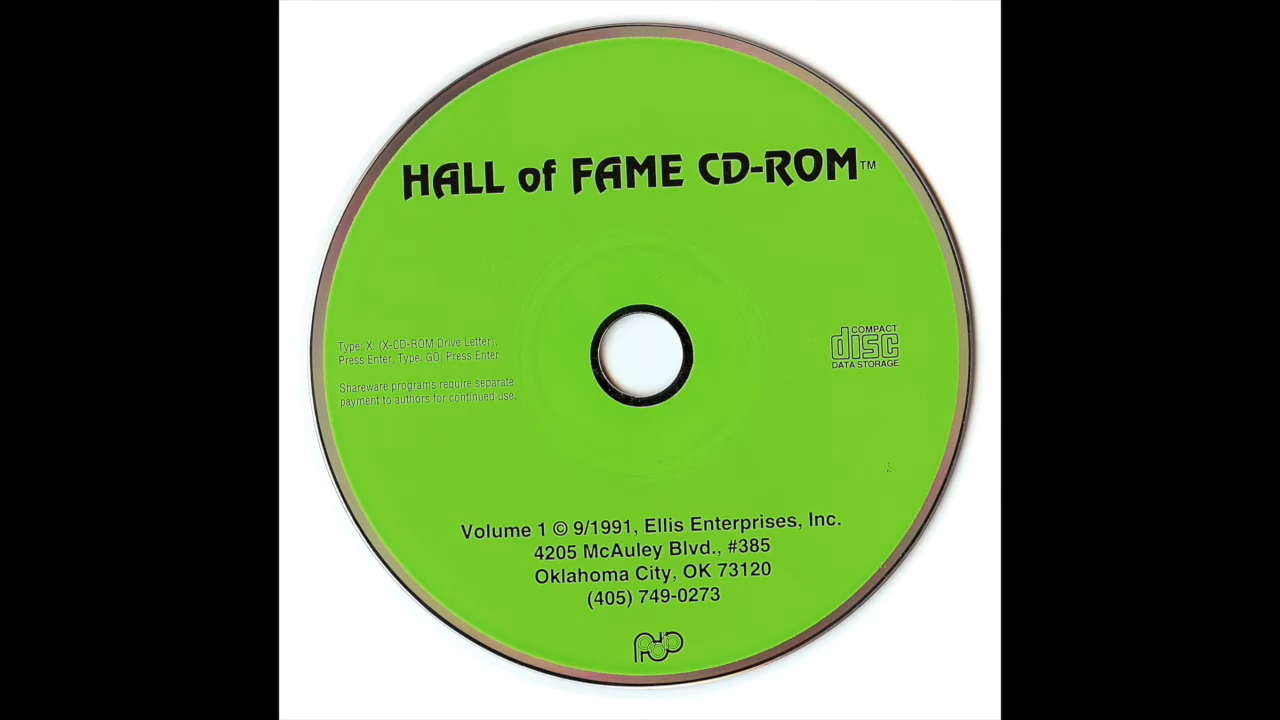 HALL of FAME CD-ROM™
Type; X: (X-CD-ROM Drive Letter),
Press Enter, Type: GO, Press Enter
Shareware programs require separate
payment to authors for continued use.
COMPACT
disc
DATA STORAGE
Volume 1 © 9/1991, Ellis Enterprises, Inc.
4205 McAuley Blvd., #385
Oklahoma City, OK 73120
(405) 749-0273